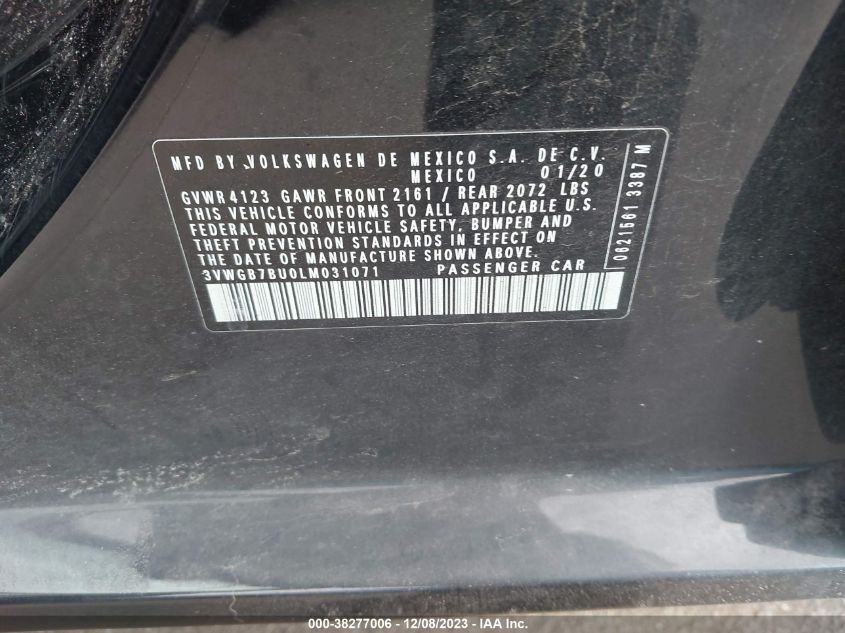 MFD BY VOLKSWAGEN DE MEXICO S.A. DE C.V.
MEXICO 01/20
GVWR 4123 GAWR FRONT 2161 / REAR 2072 LBS
THIS VEHICLE CONFORMS TO ALL APPLICABLE U.S.
FEDERAL MOTOR VEHICLE SAFETY, BUMPER AND
THEFT PREVENTION STANDARDS IN EFFECT ON
THE DATE OF MANUFACTURE SHOWN ABOVE.
3VWGB7BU0LM031071 PASSENGER CAR
0621561 3387 M
000-38277006 - 12/08/2023 - IAA Inc.